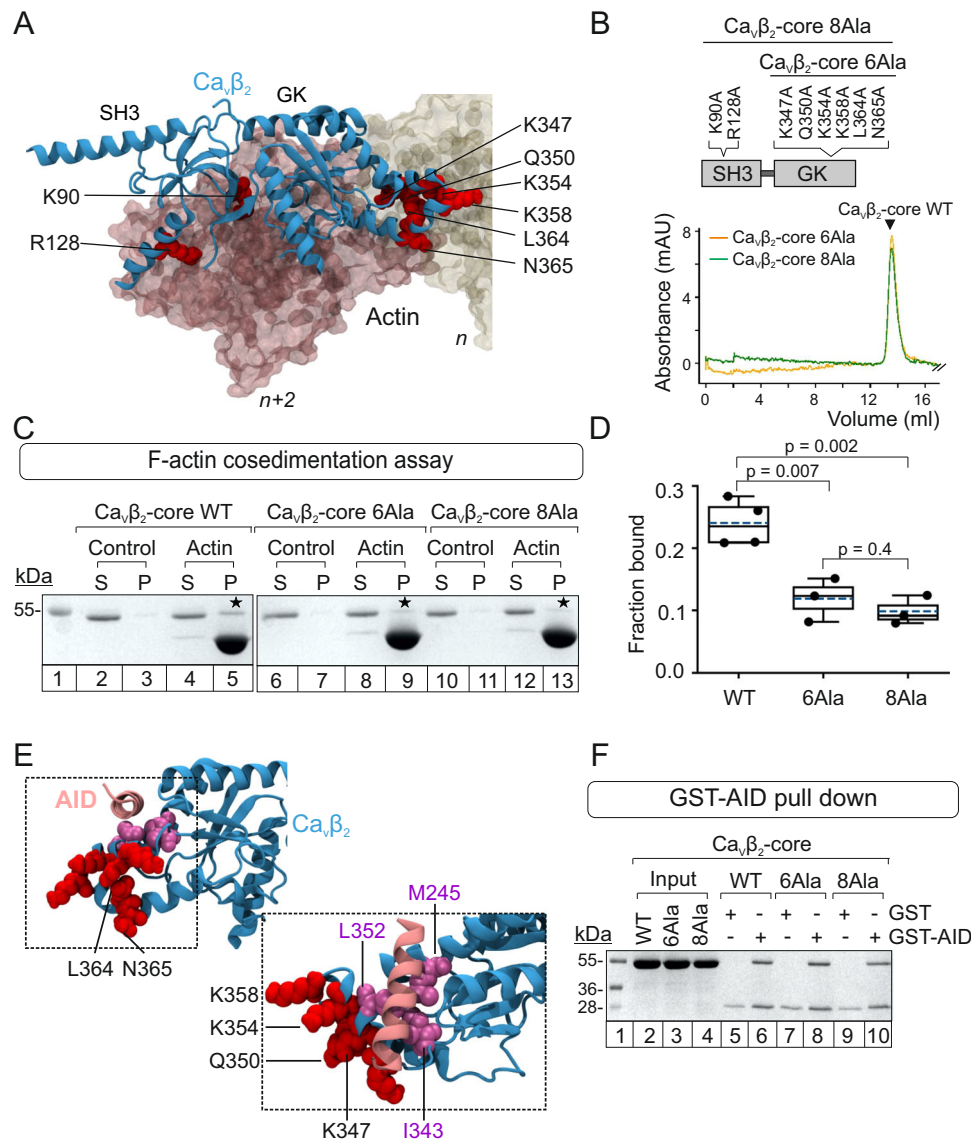 A
Caᵥβ₂
SH3
GK
K347
Q350
K354
K358
L364
N365
K90
R128
Actin
n
n+2
B
Caᵥβ₂-core 8Ala
Caᵥβ₂-core 6Ala
K90A
R128A
K347A
Q350A
K354A
K358A
L364A
N365A
SH3
GK
Caᵥβ₂-core WT
Caᵥβ₂-core 6Ala
Caᵥβ₂-core 8Ala
Absorbance (mAU)
8
4
0
0 4 8 12 16
Volume (ml)
C
F-actin cosedimentation assay
Caᵥβ₂-core WT Caᵥβ₂-core 6Ala Caᵥβ₂-core 8Ala
Control Actin Control Actin Control Actin
kDa S P S P S P S P S P S P
★ ★ ★
55-
1 2 3 4 5 6 7 8 9 10 11 12 13
D
p = 0.002
p = 0.007
p = 0.4
Fraction bound
0.3
0.2
0.1
0.0
WT 6Ala 8Ala
E
AID
Caᵥβ₂
L364 N365
M245
L352
K358
K354
Q350
K347
I343
F
GST-AID pull down
Caᵥβ₂-core
Input WT 6Ala 8Ala
WT 6Ala 8Ala
+ - + - + - GST
- + - + - + GST-AID
kDa
55-
36-
28-
1 2 3 4 5 6 7 8 9 10